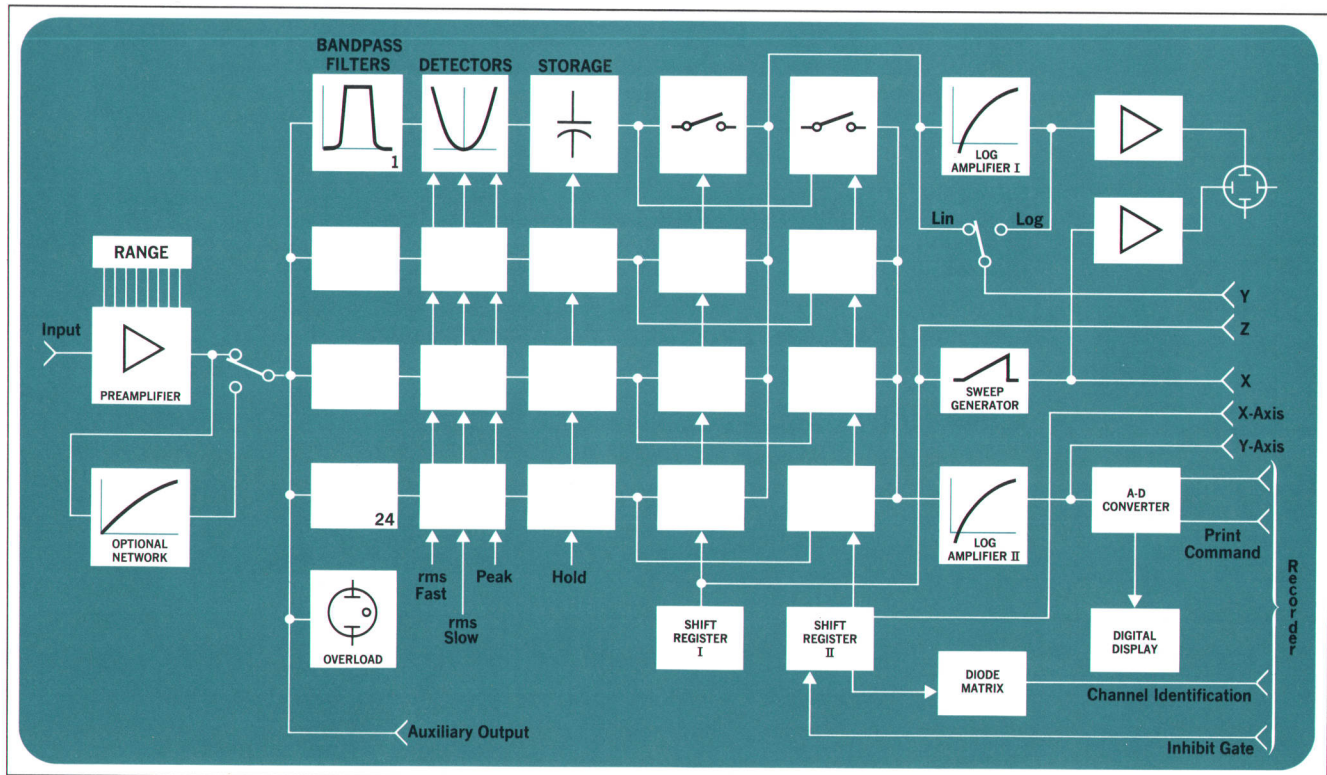 BANDPASS
FILTERS
DETECTORS
STORAGE
1
LOG
AMPLIFIER I
Lin
Log
RANGE
Input
PREAMPLIFIER
Y
Z
X
SWEEP
GENERATOR
X-Axis
Y-Axis
OPTIONAL
NETWORK
24
LOG
AMPLIFIER II
A-D
CONVERTER
Print
Command
rms
Fast
Peak
rms
Slow
Hold
OVERLOAD
SHIFT
REGISTER
I
SHIFT
REGISTER
II
DIGITAL
DISPLAY
Recorder
DIODE
MATRIX
Channel Identification
Auxiliary Output
Inhibit Gate